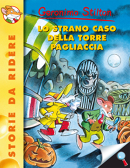 Geronimo Stilton
LO STRANO CASO
DELLA TORRE
PAGLIACCIA
STORIE DA RIDERE